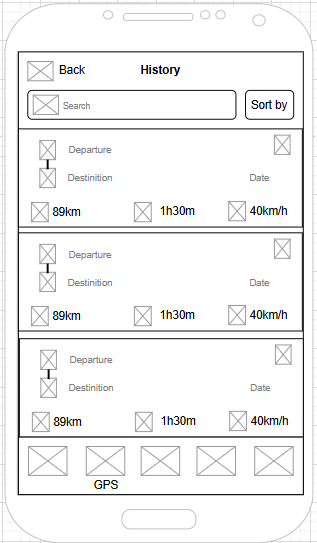 Back History
Search Sort by
Departure
Destinition Date
89km 1h30m 40km/h
Departure
Destinition Date
89km 1h30m 40km/h
Departure
Destinition Date
89km 1h30m 40km/h
GPS